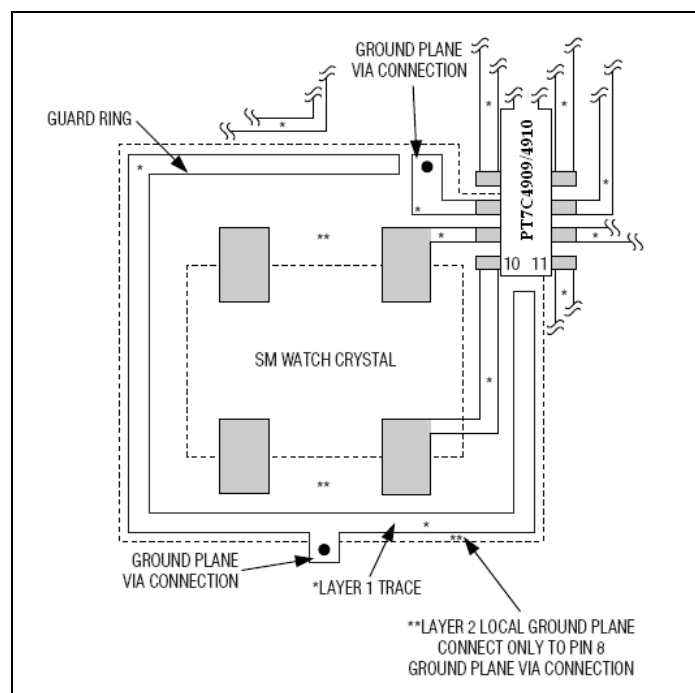 GROUND PLANE
VIA CONNECTION
GUARD RING
*
*
*
*
*
*
*
*
PT7C4909/4910
**
*
10 11
*
SM WATCH CRYSTAL
*
**
*
**
GROUND PLANE
VIA CONNECTION
*LAYER 1 TRACE
**LAYER 2 LOCAL GROUND PLANE
CONNECT ONLY TO PIN 8
GROUND PLANE VIA CONNECTION